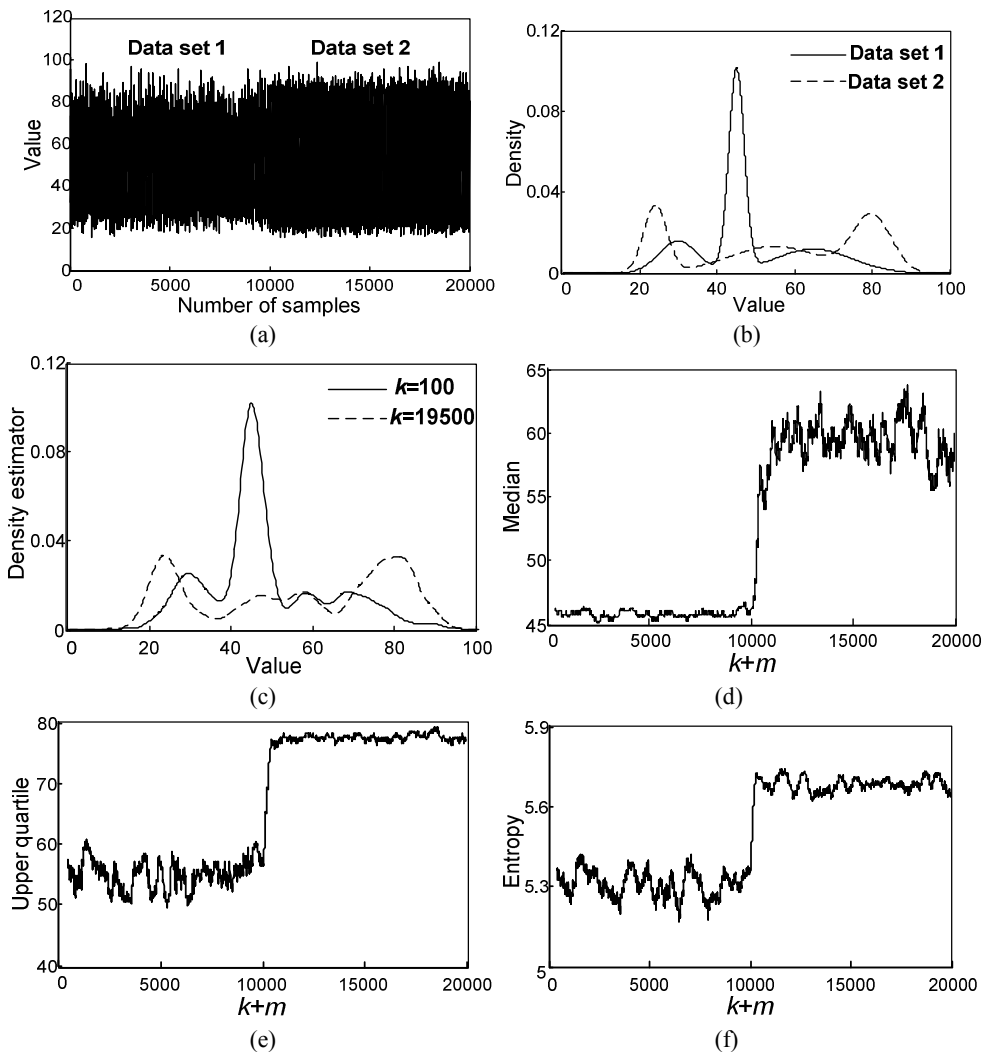 120
100
80
60
40
20
0
Value
Data set 1 Data set 2
0 5000 10000 15000 20000
Number of samples
(a)
0.12
0.08
0.04
0
Density
Data set 1
Data set 2
0 20 40 60 80 100
Value
(b)
0.12
0.08
0.04
0
Density estimator
k=100
k=19500
0 20 40 60 80 100
Value
(c)
65
60
55
50
45
Median
0 5000 10000 15000 20000
k+m
(d)
80
70
60
50
40
Upper quartile
0 5000 10000 15000 20000
k+m
(e)
5.9
5.6
5.3
5
Entropy
0 5000 10000 15000 20000
k+m
(f)